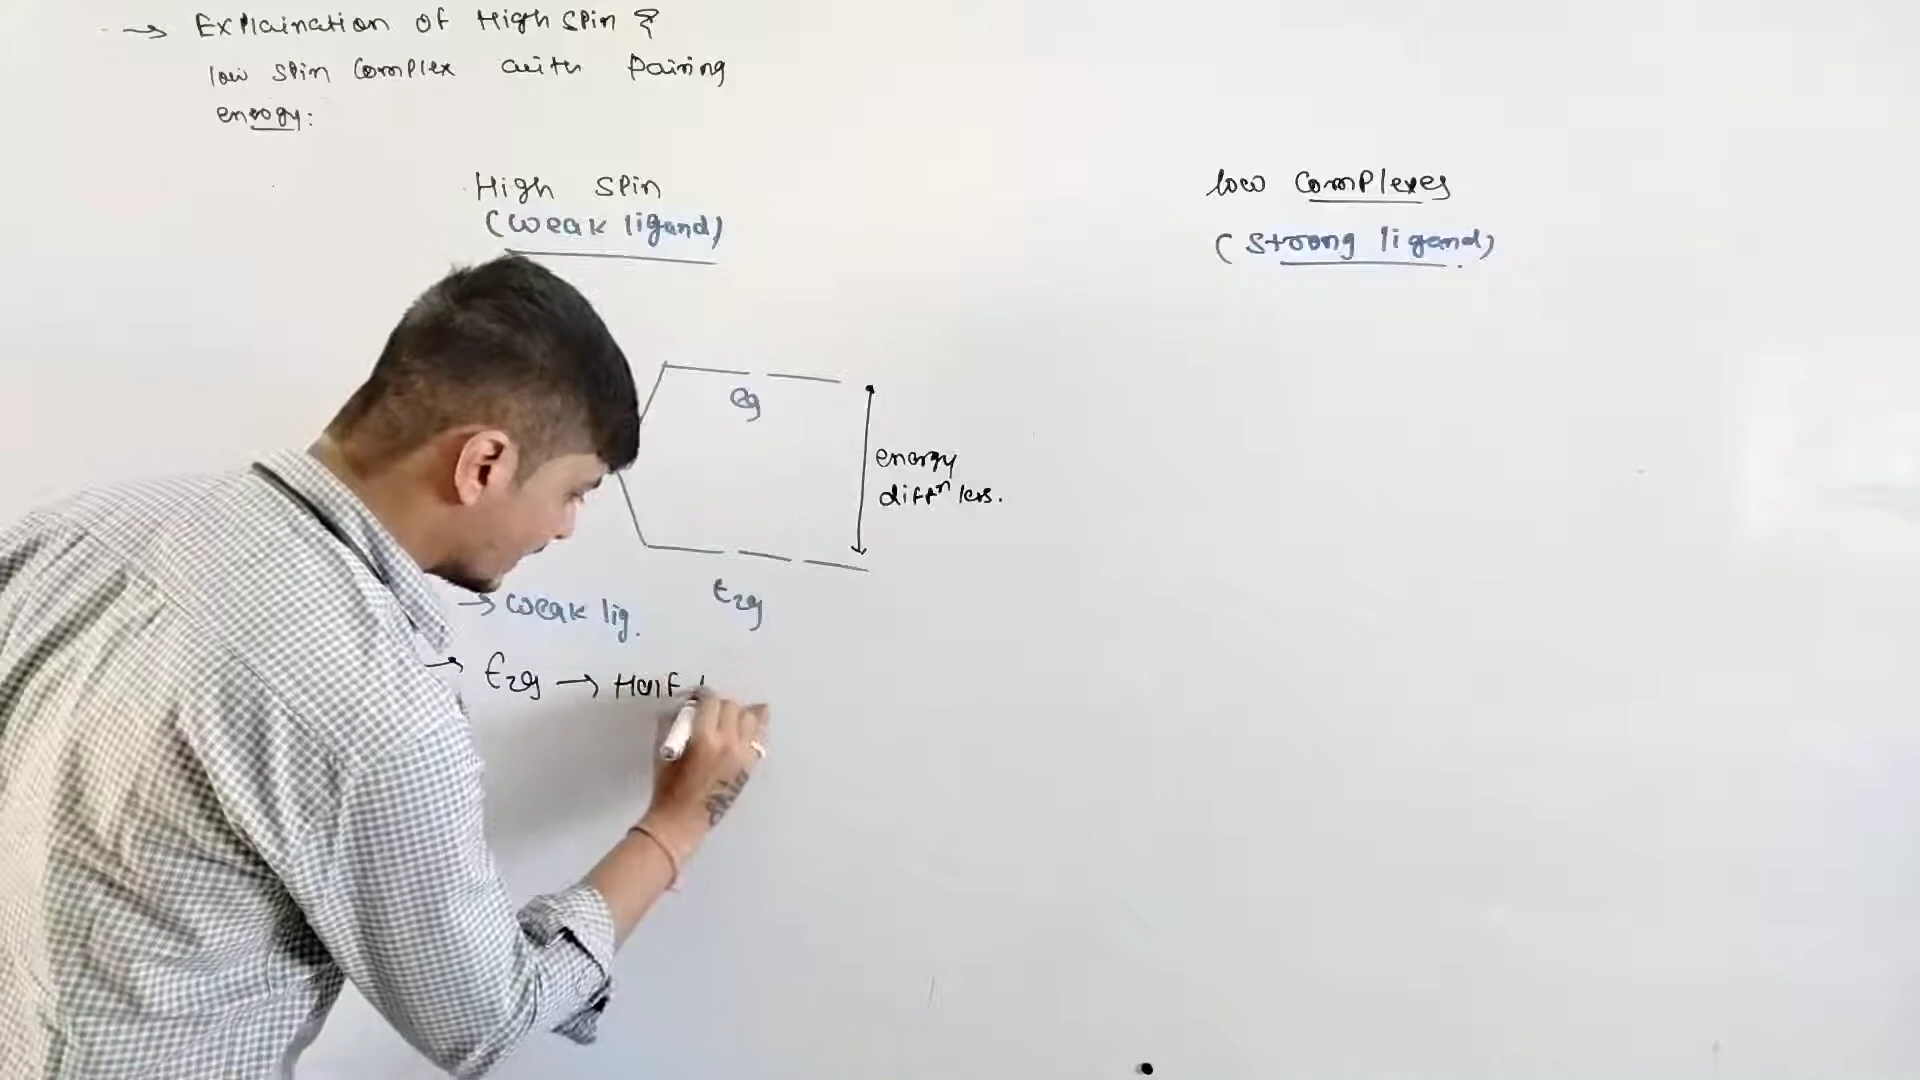 → Explaination of High spin &
low spin Complex with Pairing
energy:
High spin
(weak ligand)
low Complexes
(strong ligand)
eg
energy
diffⁿ less.
t2g
→ weak lig.
→ t2g → Half